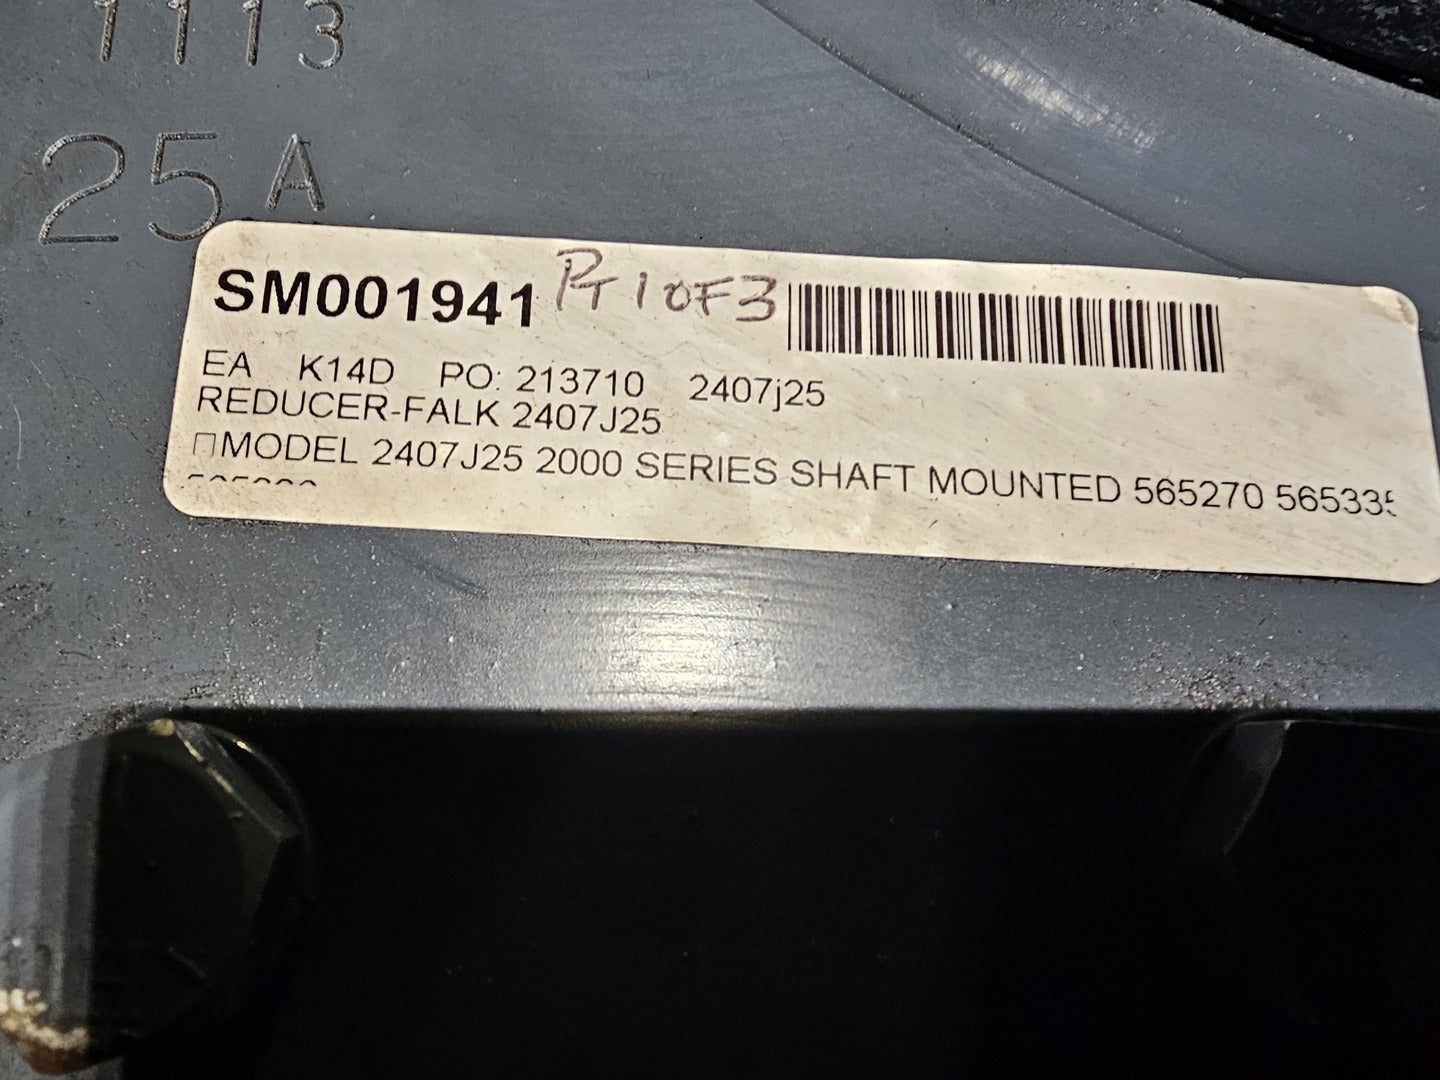 1113
25A
SM001941 PT 1 OF 3
EA K14D PO: 213710 2407j25
REDUCER-FALK 2407J25
□MODEL 2407J25 2000 SERIES SHAFT MOUNTED 565270 565335